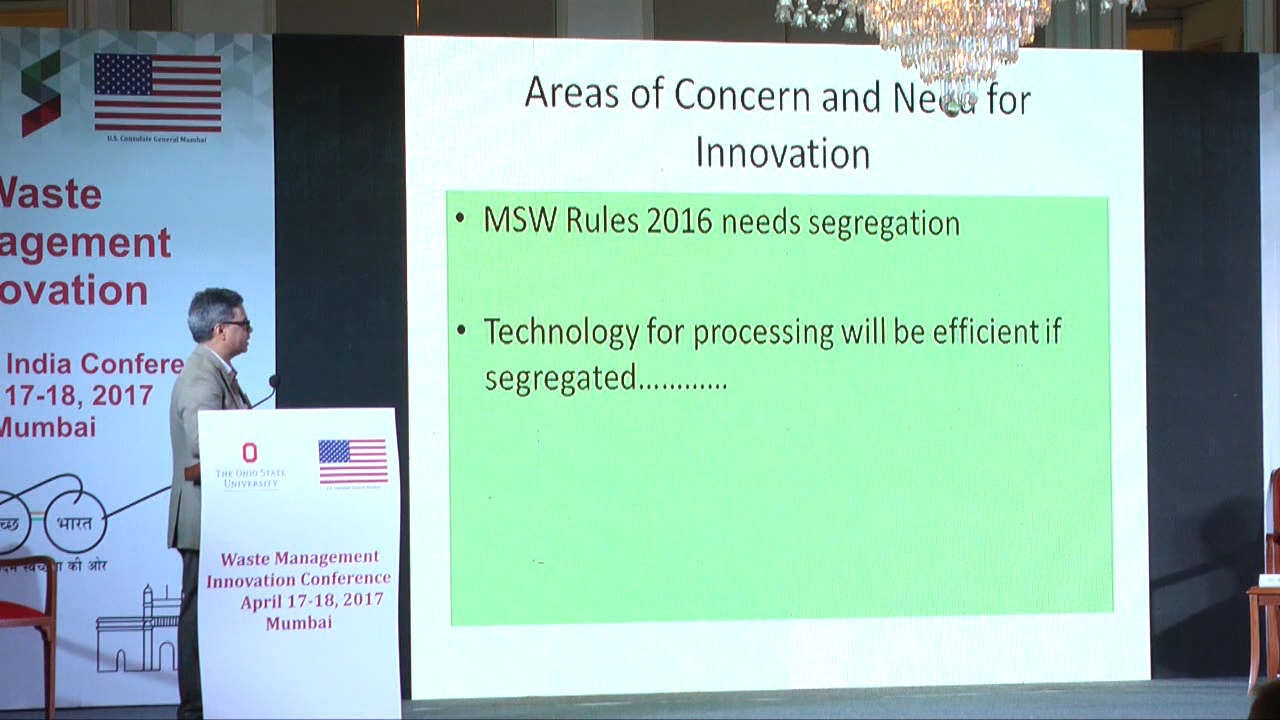 U.S. Consulate General Mumbai
Waste
agement
ovation
India Confere
17-18, 2017
Mumbai
च्छ भारत
की ओर
THE OHIO STATE
UNIVERSITY
Waste Management
Innovation Conference
April 17-18, 2017
Mumbai
Areas of Concern and Need for
Innovation
• MSW Rules 2016 needs segregation
• Technology for processing will be efficient if
segregated............